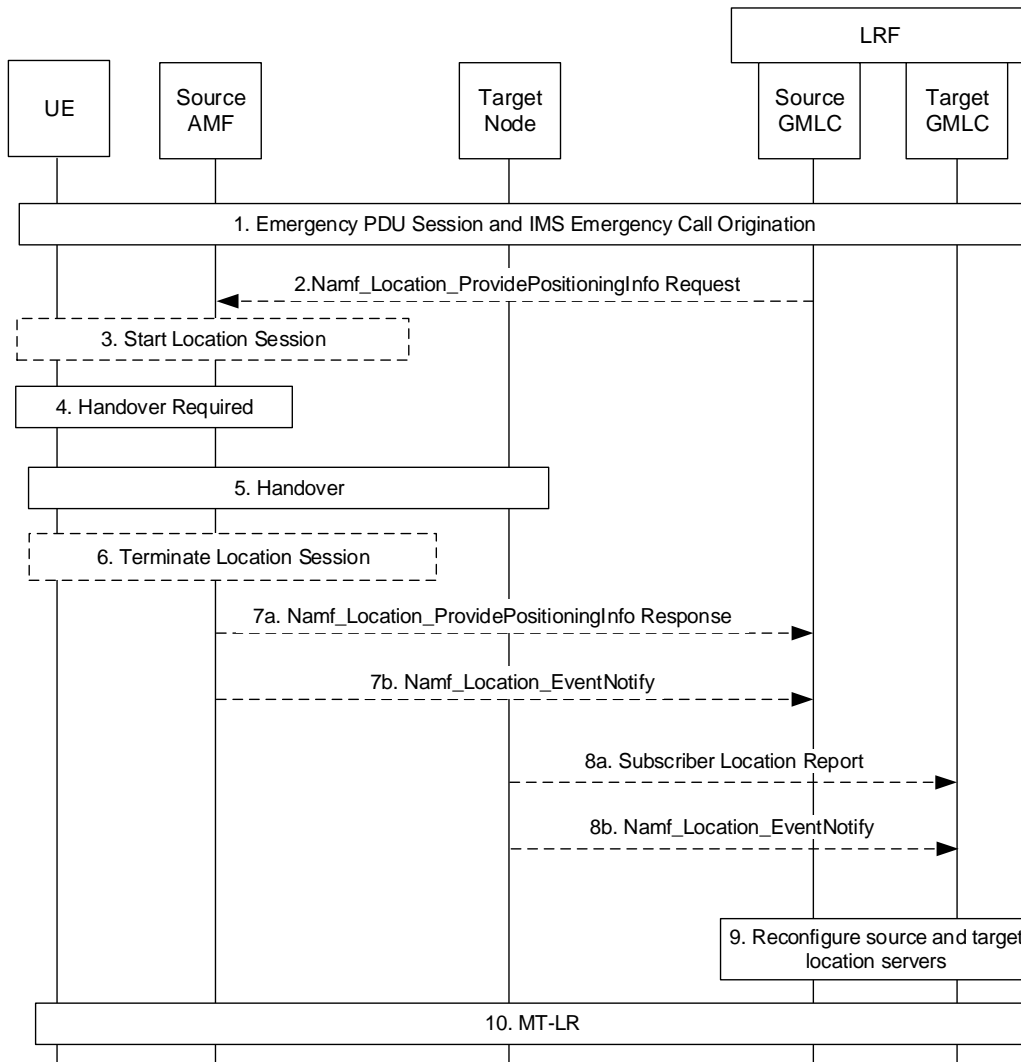 LRF
UE
Source
AMF
Target
Node
Source
GMLC
Target
GMLC
1. Emergency PDU Session and IMS Emergency Call Origination
2.Namf_Location_ProvidePositioningInfo Request
3. Start Location Session
4. Handover Required
5. Handover
6. Terminate Location Session
7a. Namf_Location_ProvidePositioningInfo Response
7b. Namf_Location_EventNotify
8a. Subscriber Location Report
8b. Namf_Location_EventNotify
9. Reconfigure source and target
location servers
10. MT-LR